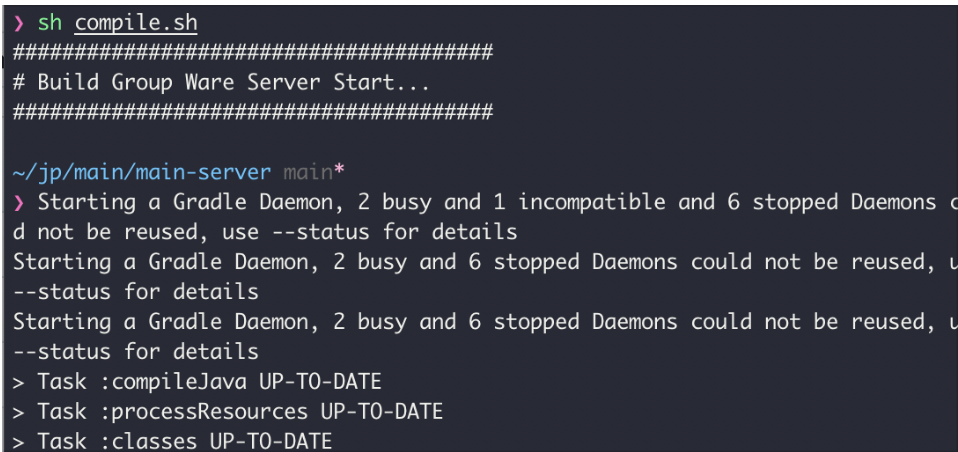 ❯ sh compile.sh
#######################################
# Build Group Ware Server Start...
#######################################
~/jp/main/main-server main*
❯ Starting a Gradle Daemon, 2 busy and 1 incompatible and 6 stopped Daemons c
d not be reused, use --status for details
Starting a Gradle Daemon, 2 busy and 6 stopped Daemons could not be reused, u
--status for details
Starting a Gradle Daemon, 2 busy and 6 stopped Daemons could not be reused, u
--status for details
> Task :compileJava UP-TO-DATE
> Task :processResources UP-TO-DATE
> Task :classes UP-TO-DATE